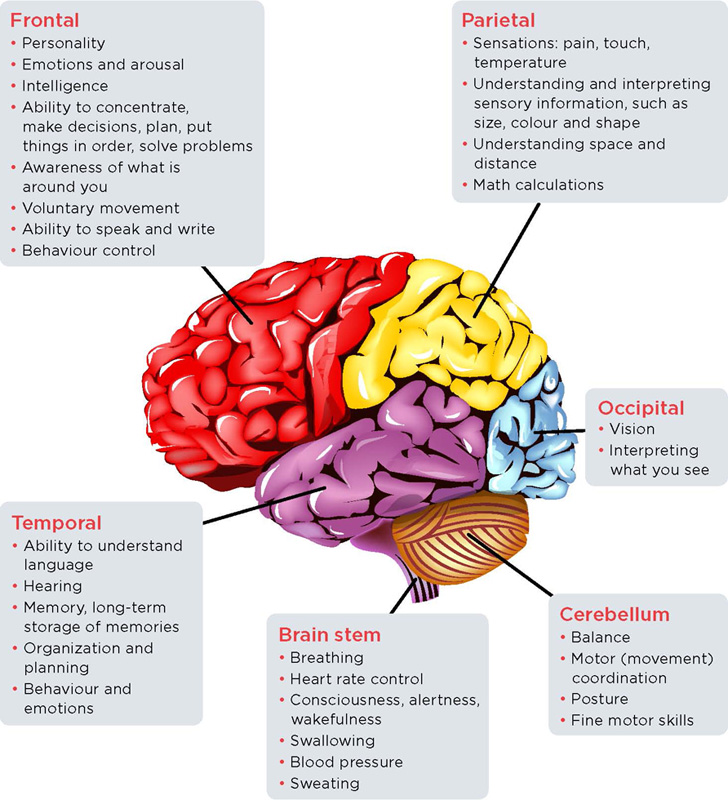 Frontal
• Personality
• Emotions and arousal
• Intelligence
• Ability to concentrate,
make decisions, plan, put
things in order, solve problems
• Awareness of what is
around you
• Voluntary movement
• Ability to speak and write
• Behaviour control
Parietal
• Sensations: pain, touch,
temperature
• Understanding and interpreting
sensory information, such as
size, colour and shape
• Understanding space and
distance
• Math calculations
Occipital
• Vision
• Interpreting
what you see
Temporal
• Ability to understand
language
• Hearing
• Memory, long-term
storage of memories
• Organization and
planning
• Behaviour and
emotions
Brain stem
• Breathing
• Heart rate control
• Consciousness, alertness,
wakefulness
• Swallowing
• Blood pressure
• Sweating
Cerebellum
• Balance
• Motor (movement)
coordination
• Posture
• Fine motor skills